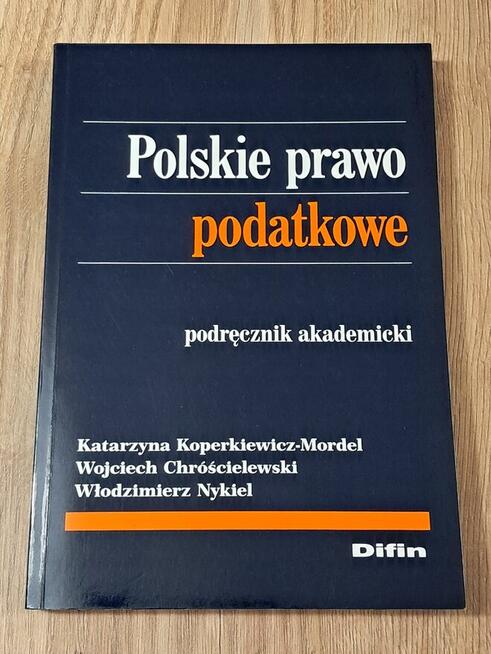 Polskie prawo
podatkowe
podręcznik akademicki
Katarzyna Koperkiewicz-Mordel
Wojciech Chróścielewski
Włodzimierz Nykiel
Difin